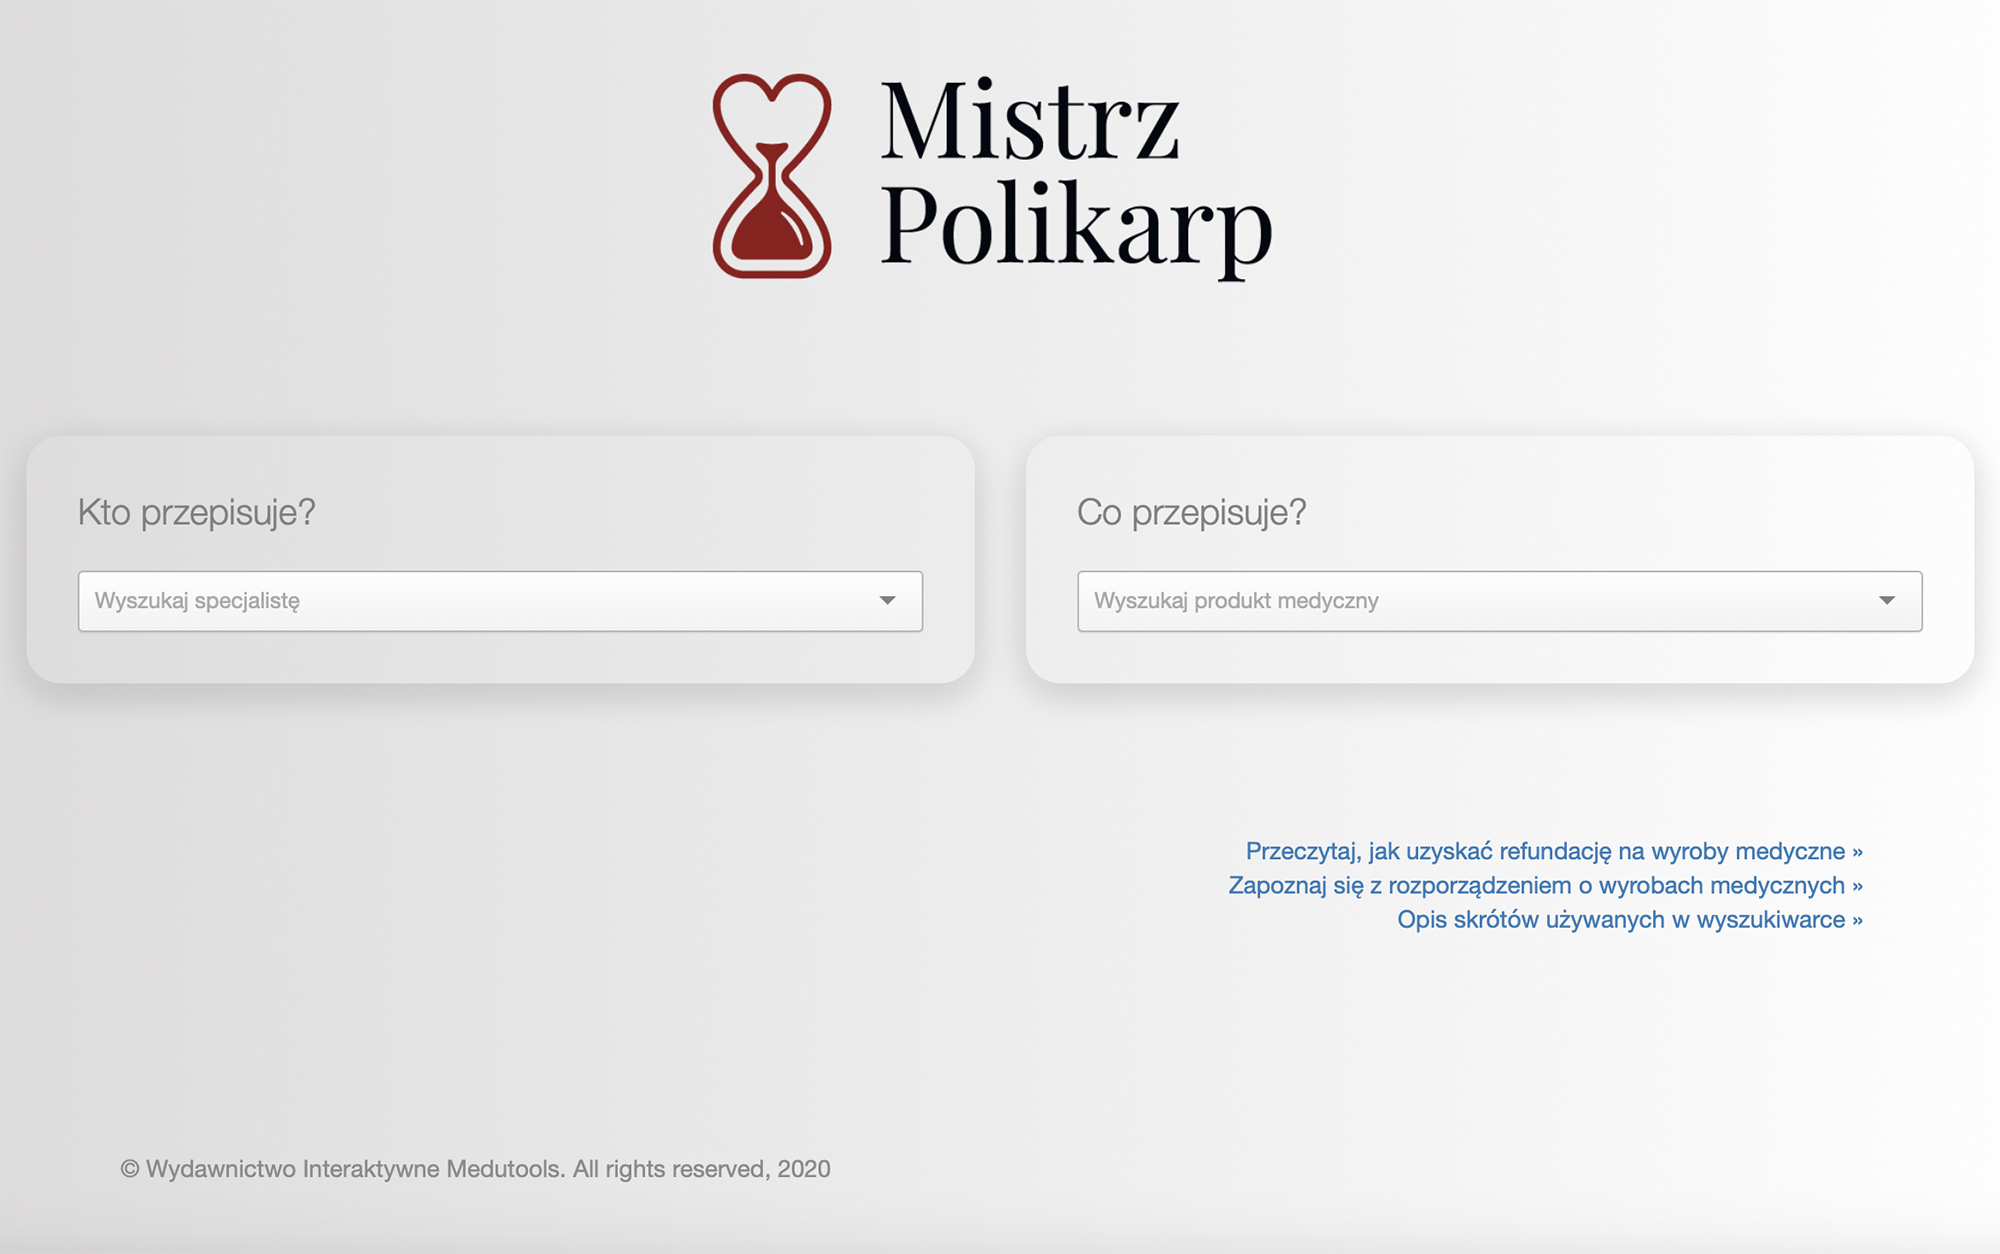 Mistrz
Polikarp
Kto przepisuje?
Wyszukaj specjalistę
Co przepisuje?
Wyszukaj produkt medyczny
Przeczytaj, jak uzyskać refundację na wyroby medyczne »
Zapoznaj się z rozporządzeniem o wyrobach medycznych »
Opis skrótów używanych w wyszukiwarce »
© Wydawnictwo Interaktywne Medutools. All rights reserved, 2020